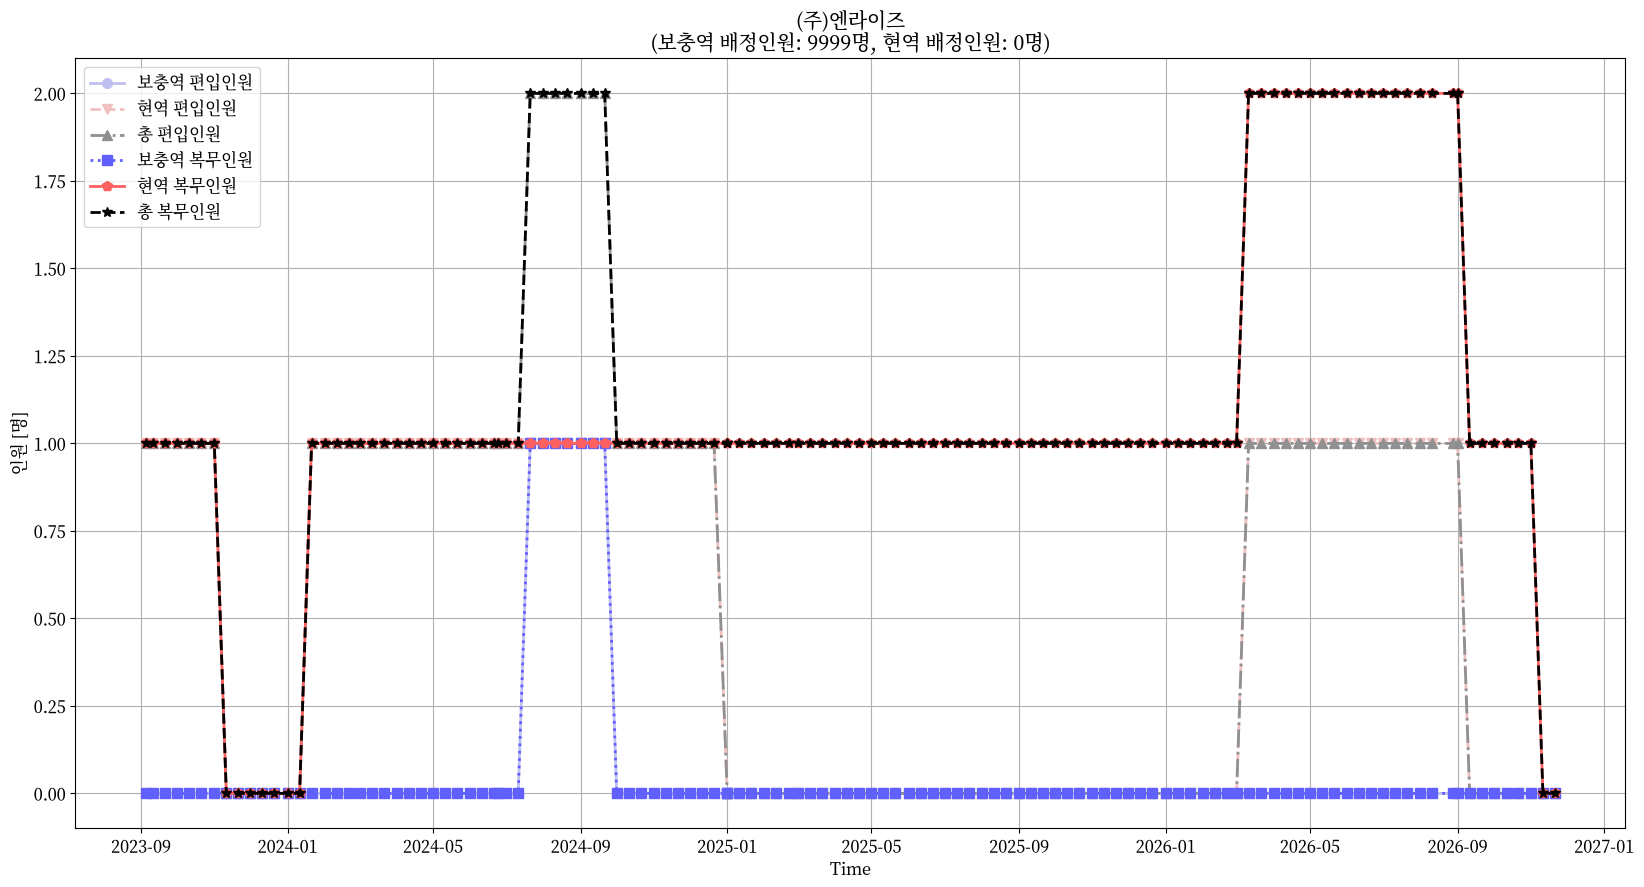 (주)엔라이즈
(보충역 배정인원: 9999명, 현역 배정인원: 0명)
보충역 편입인원
현역 편입인원
총 편입인원
보충역 복무인원
현역 복무인원
총 복무인원
인원 [명]
2.00
1.75
1.50
1.25
1.00
0.75
0.50
0.25
0.00
2023-09 2024-01 2024-05 2024-09 2025-01 2025-05 2025-09 2026-01 2026-05 2026-09 2027-01
Time